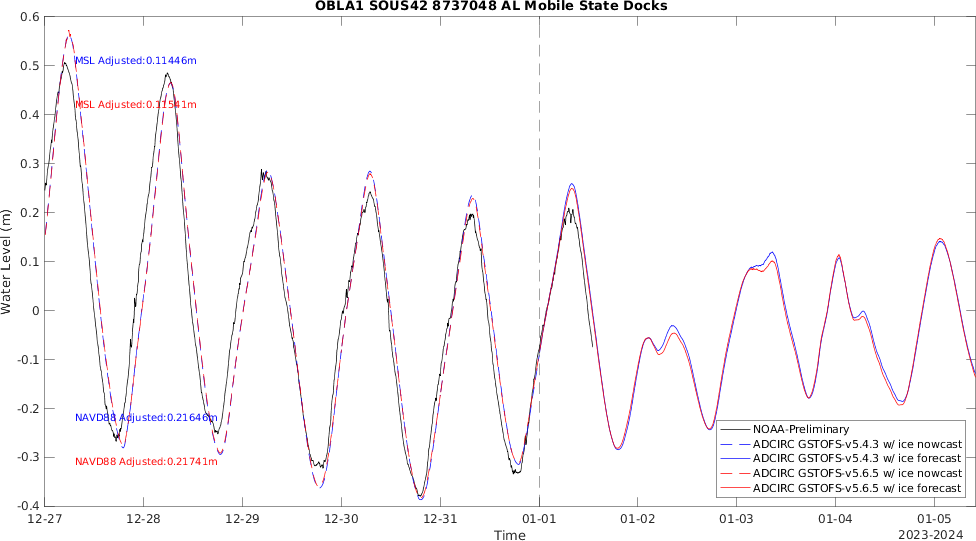 OBLA1 SOUS42 8737048 AL Mobile State Docks
Water Level (m)
0.6
0.5
0.4
0.3
0.2
0.1
0
-0.1
-0.2
-0.3
-0.4
MSL Adjusted:0.11446m
MSL Adjusted:0.11541m
NAVD88 Adjusted:0.21646m
NAVD88 Adjusted:0.21741m
NOAA-Preliminary
ADCIRC GSTOFS-v5.4.3 w/ ice nowcast
ADCIRC GSTOFS-v5.4.3 w/ ice forecast
ADCIRC GSTOFS-v5.6.5 w/ ice nowcast
ADCIRC GSTOFS-v5.6.5 w/ ice forecast
12-27 12-28 12-29 12-30 12-31 01-01 01-02 01-03 01-04 01-05
Time
2023-2024